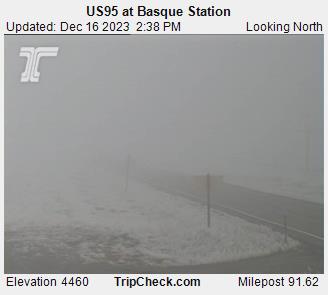 US95 at Basque Station
Updated: Dec 16 2023 2:38 PM Looking North
Elevation 4460 TripCheck.com Milepost 91.62